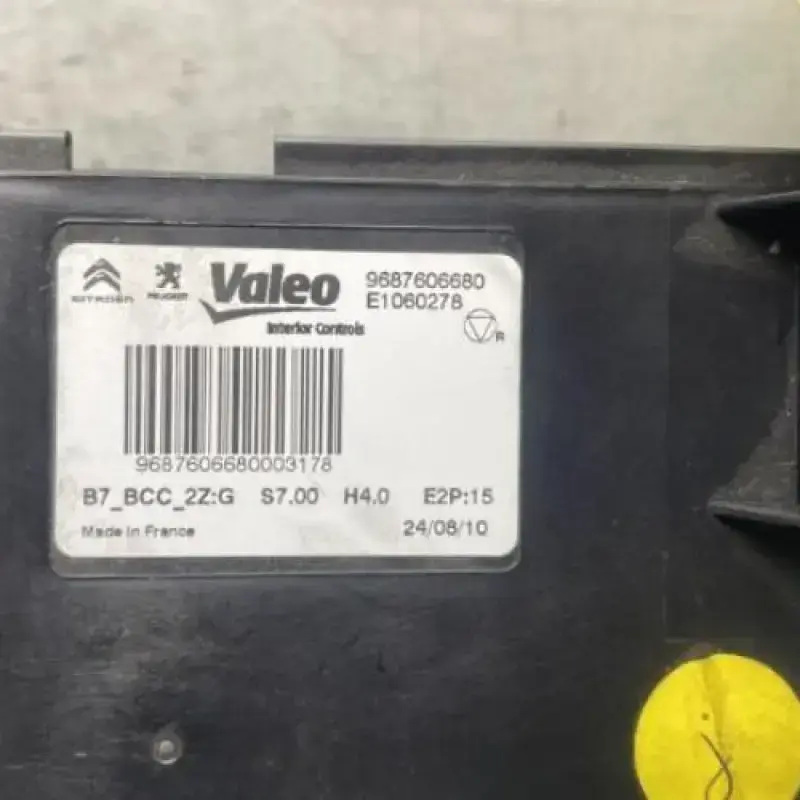 CITROËN PEUGEOT Valeo 9687606680
E1060278
Interior Controls
R
9687606680003178
B7_BCC_2Z:G S7.00 H4.0 E2P:15
Made in France 24/08/10